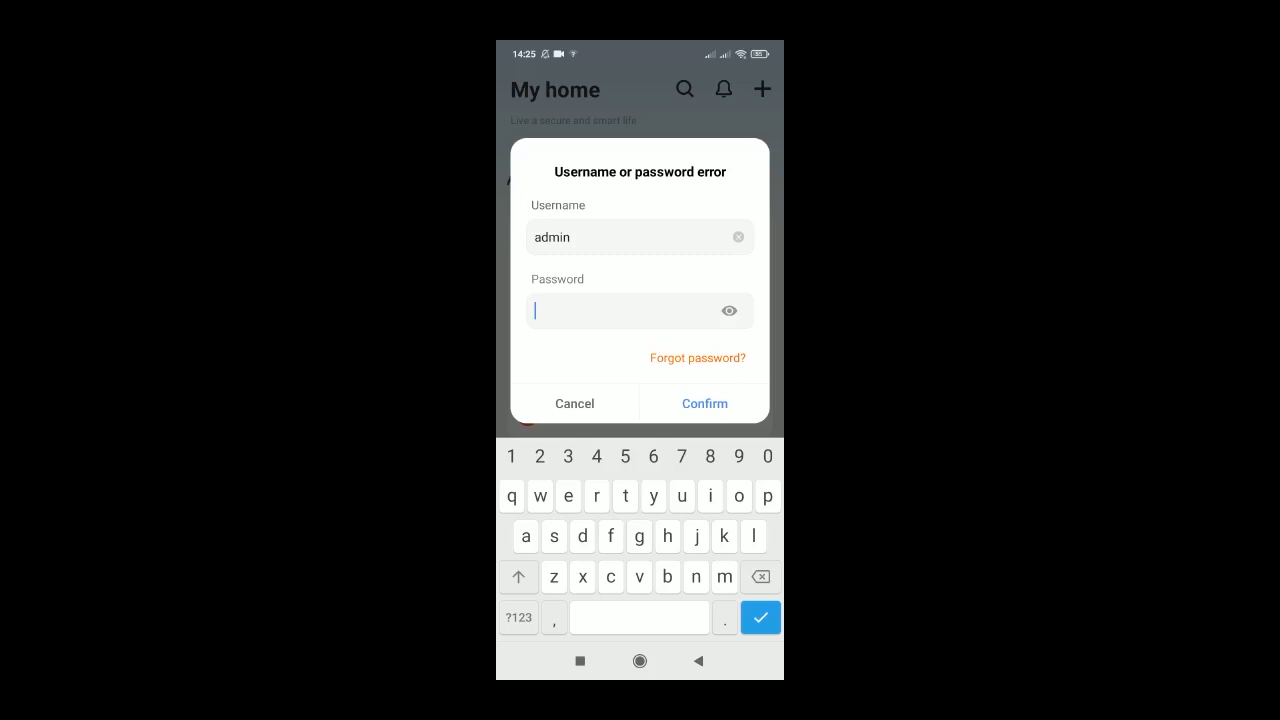 14:25
My home
Live a secure and smart life
Username or password error
Username
admin
Password
Forgot password?
Cancel Confirm
1 2 3 4 5 6 7 8 9 0
q w e r t y u i o p
a s d f g h j k l
z x c v b n m
?123 , .